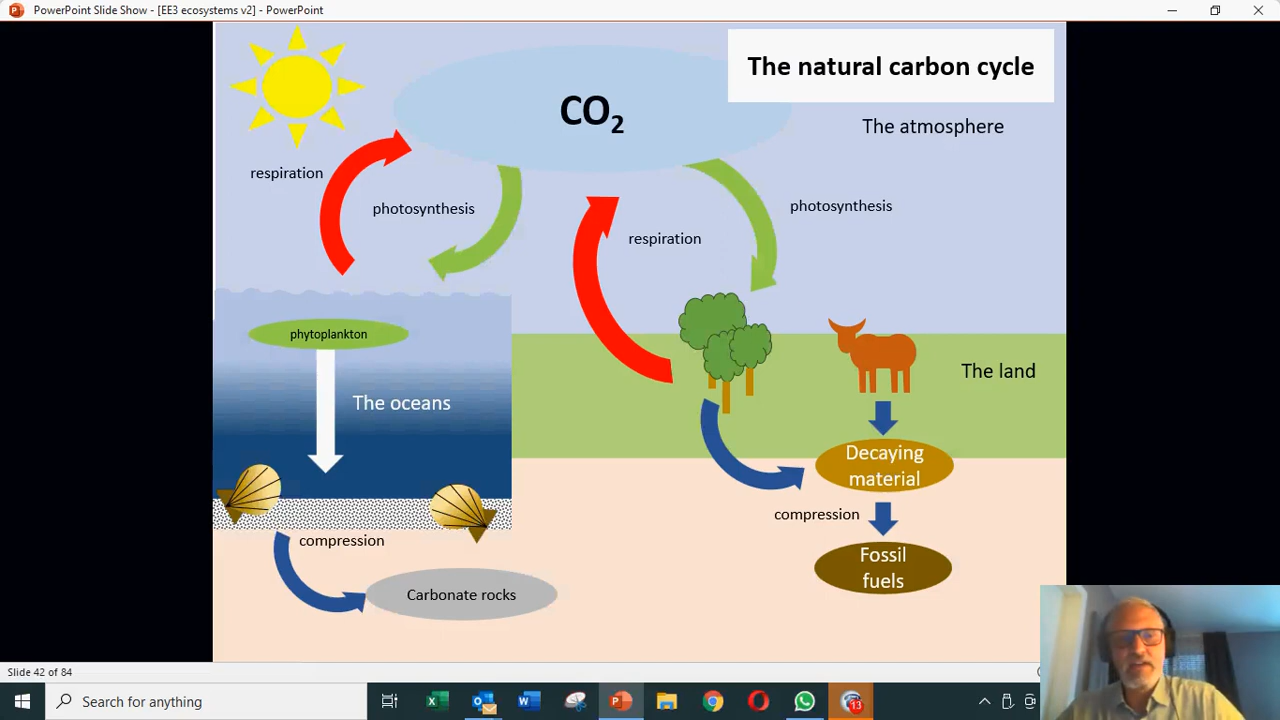 PowerPoint Slide Show - [EE3 ecosystems v2] - PowerPoint
The natural carbon cycle
CO₂
The atmosphere
respiration
photosynthesis
photosynthesis
respiration
phytoplankton
The oceans
The land
Decaying
material
compression
compression
Fossil
fuels
Carbonate rocks
Slide 42 of 84
Search for anything
13